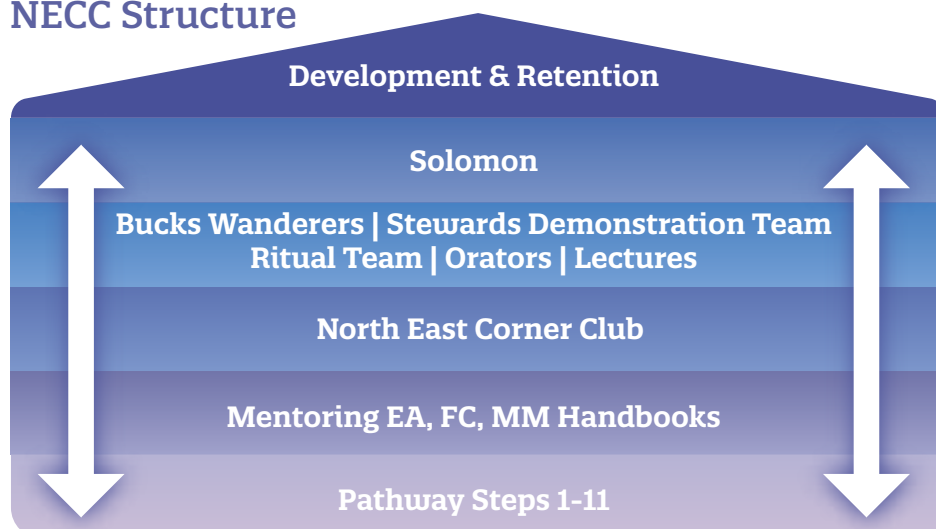 NECC Structure
Development & Retention
Solomon
Bucks Wanderers | Stewards Demonstration Team
Ritual Team | Orators | Lectures
North East Corner Club
Mentoring EA, FC, MM Handbooks
Pathway Steps 1-11